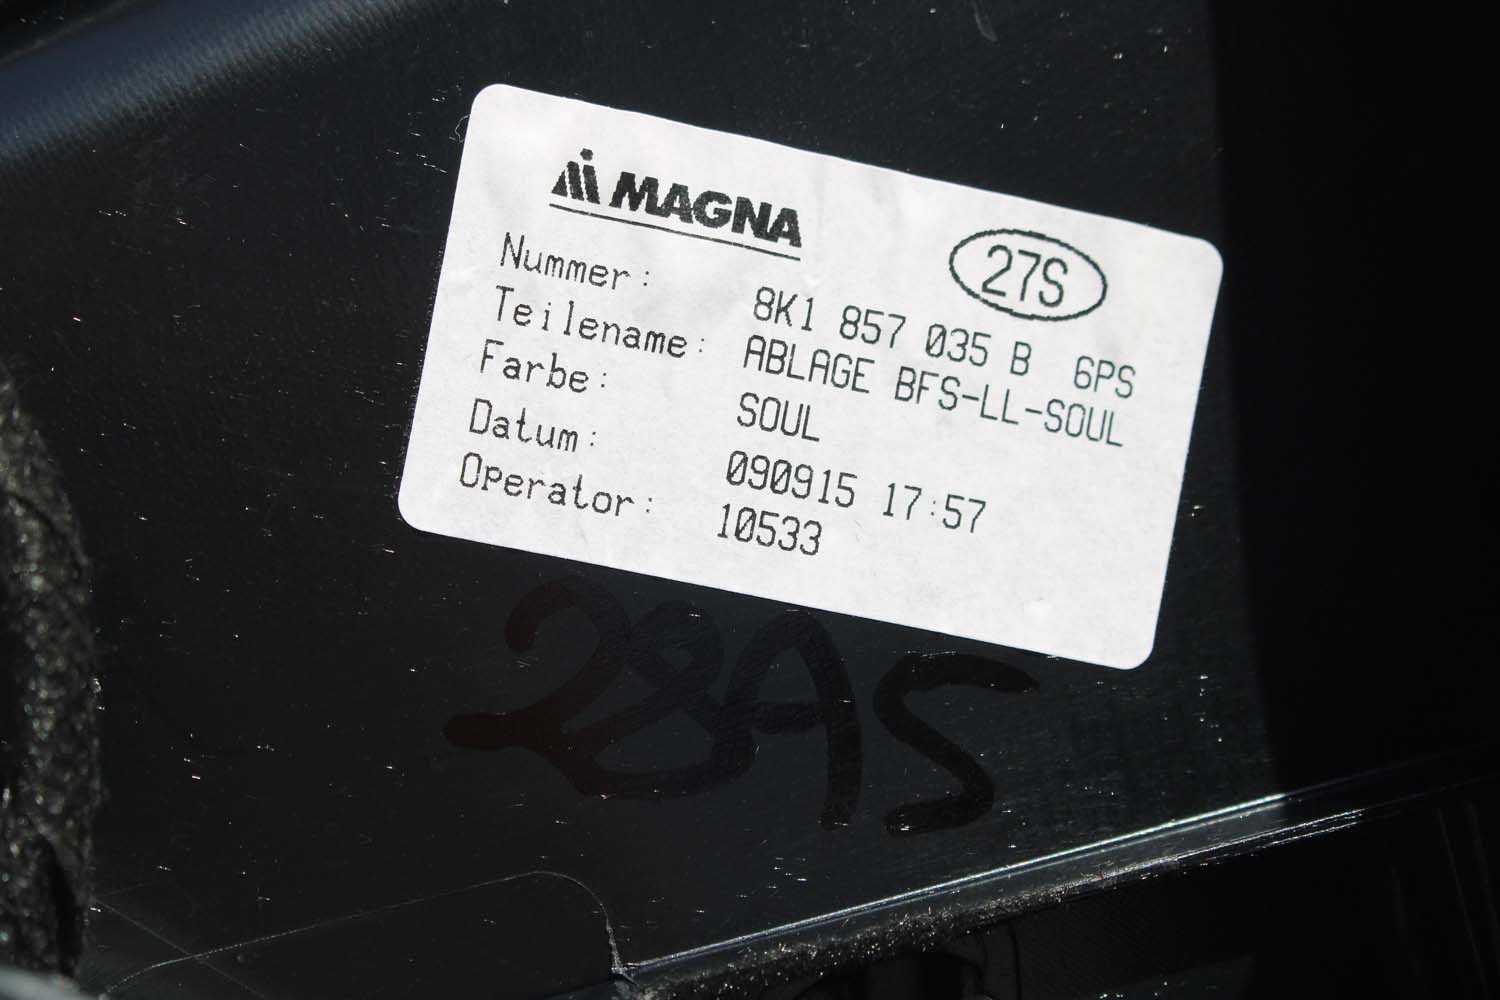 MAGNA
27S
Nummer: 8K1 857 035 B 6PS
Teilename: ABLAGE BFS-LL-SOUL
Farbe: SOUL
Datum: 090915 17:57
Operator: 10533
28AS